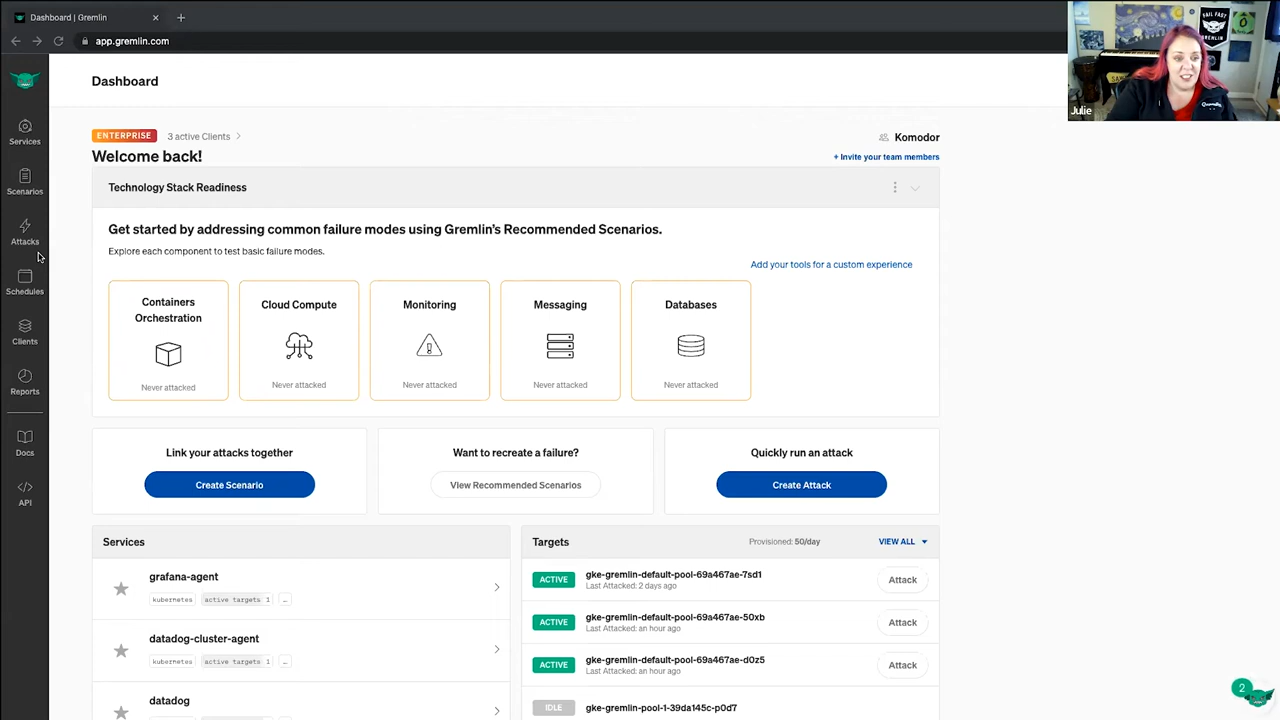 Dashboard | Gremlin
app.gremlin.com
FAIL FAST
GREMLIN
Julie
Dashboard
Services
Scenarios
Attacks
Schedules
Clients
Reports
Docs
API
ENTERPRISE
3 active Clients
Welcome back!
Komodor
+ Invite your team members
Technology Stack Readiness
Get started by addressing common failure modes using Gremlin's Recommended Scenarios.
Explore each component to test basic failure modes.
Add your tools for a custom experience
Containers
Orchestration
Never attacked
Cloud Compute
Never attacked
Monitoring
Never attacked
Messaging
Never attacked
Databases
Never attacked
Link your attacks together
Create Scenario
Want to recreate a failure?
View Recommended Scenarios
Quickly run an attack
Create Attack
Services
grafana-agent
kubernetes active targets 1 ...
datadog-cluster-agent
kubernetes active targets 1 ...
datadog
Targets
Provisioned: 50/day
VIEW ALL
ACTIVE
gke-gremlin-default-pool-69a467ae-7sd1
Last Attacked: 2 days ago
Attack
ACTIVE
gke-gremlin-default-pool-69a467ae-50xb
Last Attacked: an hour ago
Attack
ACTIVE
gke-gremlin-default-pool-69a467ae-d0z5
Last Attacked: an hour ago
Attack
IDLE
gke-gremlin-pool-1-39da145c-p0d7
2